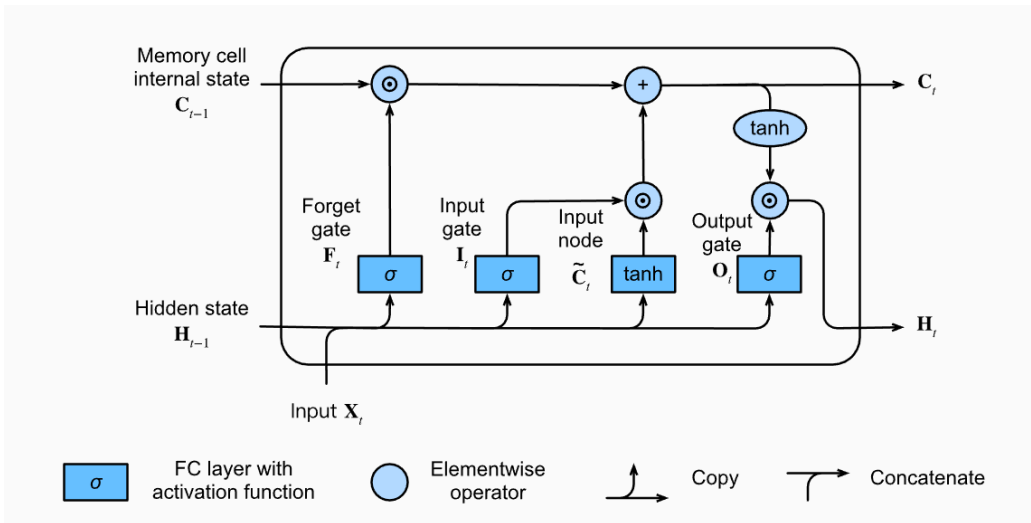 Memory cell
internal state
C_{t−1}
⊙
+
C_t
tanh
Forget
gate
F_t
Input
gate
I_t
Input
node
C̃_t
⊙
Output
gate
O_t
⊙
σ
σ
tanh
σ
Hidden state
H_{t−1}
H_t
Input X_t
σ
FC layer with
activation function
Elementwise
operator
Copy
Concatenate